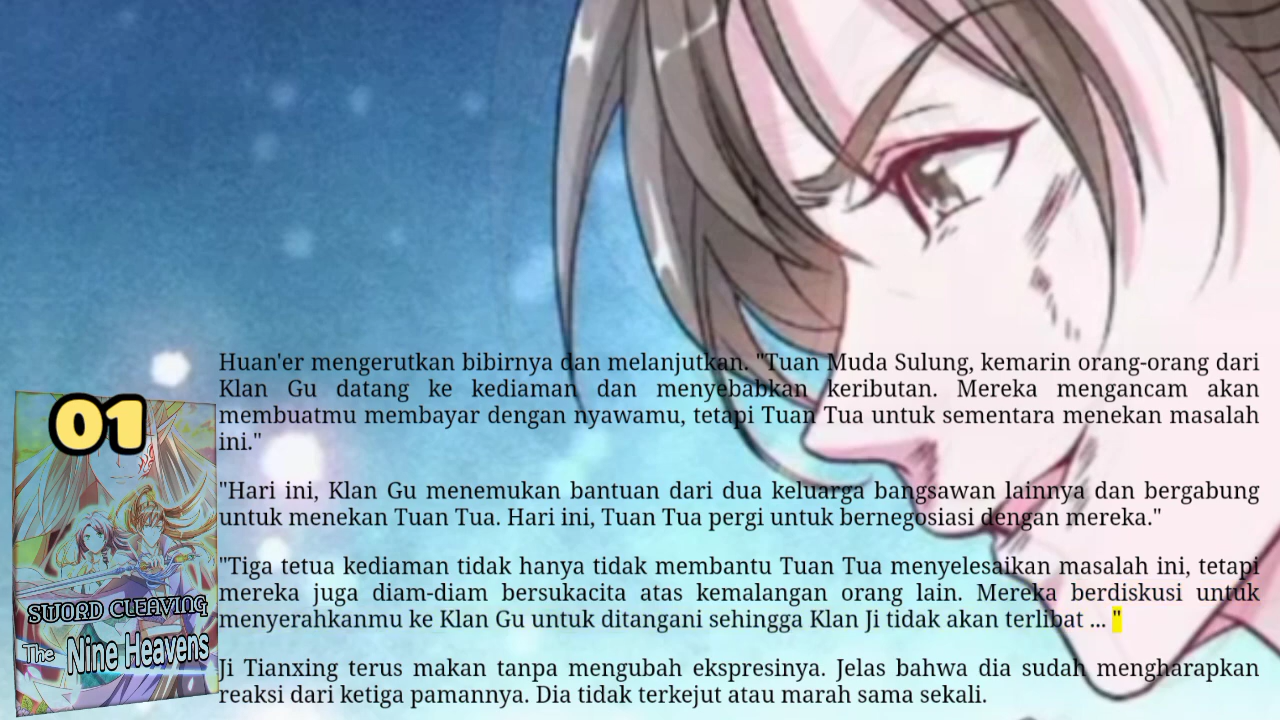 Huan'er mengerutkan bibirnya dan melanjutkan. "Tuan Muda Sulung, kemarin orang-orang dari
Klan Gu datang ke kediaman dan menyebabkan keributan. Mereka mengancam akan
membuatmu membayar dengan nyawamu, tetapi Tuan Tua untuk sementara menekan masalah
ini."
"Hari ini, Klan Gu menemukan bantuan dari dua keluarga bangsawan lainnya dan bergabung
untuk menekan Tuan Tua. Hari ini, Tuan Tua pergi untuk bernegosiasi dengan mereka."
"Tiga tetua kediaman tidak hanya tidak membantu Tuan Tua menyelesaikan masalah ini, tetapi
mereka juga diam-diam bersukacita atas kemalangan orang lain. Mereka berdiskusi untuk
menyerahkanmu ke Klan Gu untuk ditangani sehingga Klan Ji tidak akan terlibat ... "
Ji Tianxing terus makan tanpa mengubah ekspresinya. Jelas bahwa dia sudah mengharapkan
reaksi dari ketiga pamannya. Dia tidak terkejut atau marah sama sekali.
01
SWORD CLEAVING
The Nine Heavens